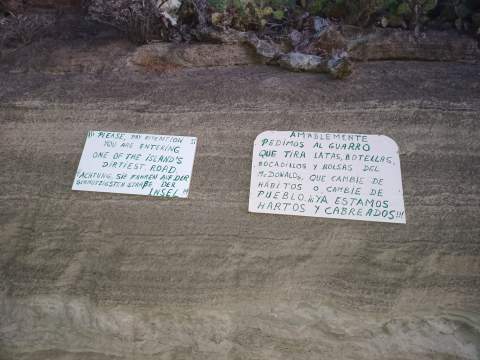 !!! PLEASE, PAY ATTENTION !!
YOU ARE ENTERING
ONE OF THE ISLAND'S
DIRTIEST ROAD.
ACHTUNG. SIE FAHREN AUF DER
STRAßE DER
INSEL !!!
AMABLEMENTE
PEDIMOS AL GUARRO
QUE TIRA LATAS, BOTELLAS,
BOCADILLOS Y BOLSAS DEL
McDONALDS, QUE CAMBIE DE
HABITOS O CAMBIE DE
PUEBLO. ¡¡¡YA ESTAMOS
HARTOS Y CABREADOS!!!